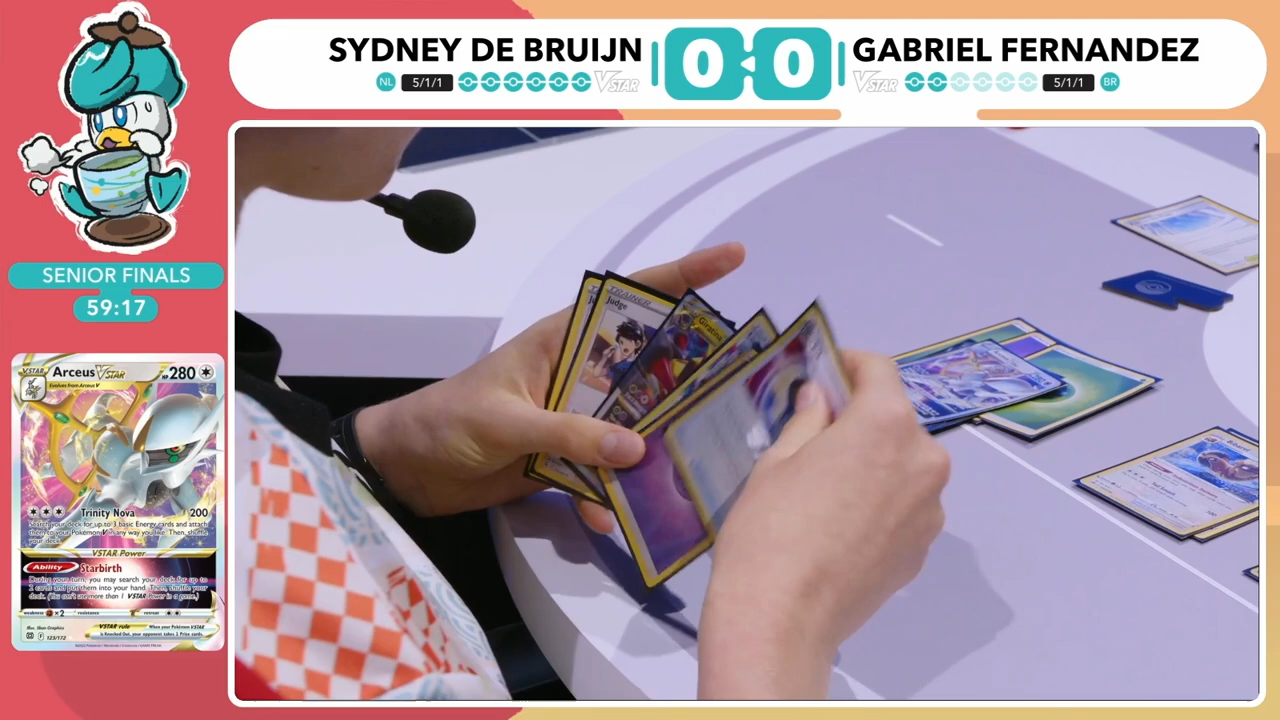 SYDNEY DE BRUIJN
0 0
GABRIEL FERNANDEZ
NL
5/1/1
VSTAR
VSTAR
5/1/1
BR
SENIOR FINALS
59:17
VSTAR
Arceus VSTAR
280
Evolves from Arceus V
Trinity Nova 200
Search your deck for up to 3 basic Energy cards and attach
them to your Pokémon V in any way you like. Then, shuffle
your deck.
VSTAR Power
Ability Starbirth
During your turn, you may search your deck for up to
2 cards and put them into your hand. Then, shuffle your
deck. (You can't use more than 1 VSTAR Power in a game.)
weakness x2 resistance retreat
VSTAR rule
When your Pokémon VSTAR
is Knocked Out, your opponent takes 2 Prize cards.
123/172
TRAINER
Judge
Giratina